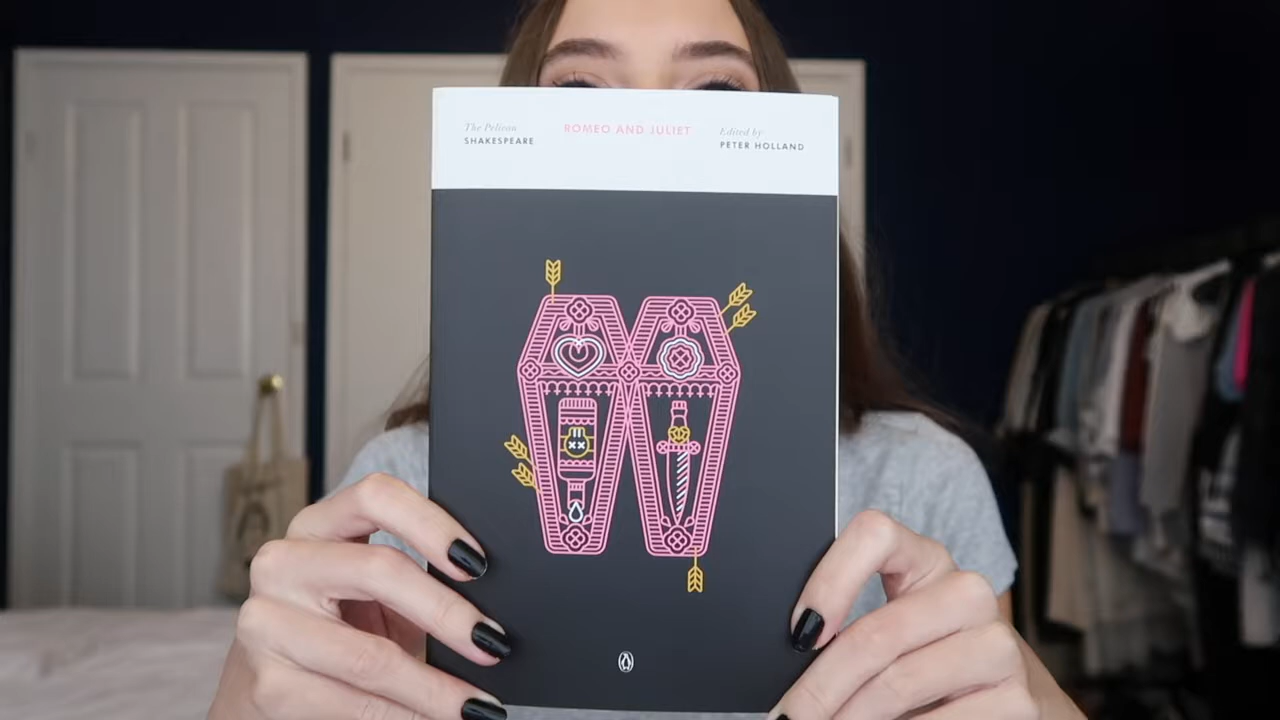 The Pelican
SHAKESPEARE
ROMEO AND JULIET
Edited by
PETER HOLLAND